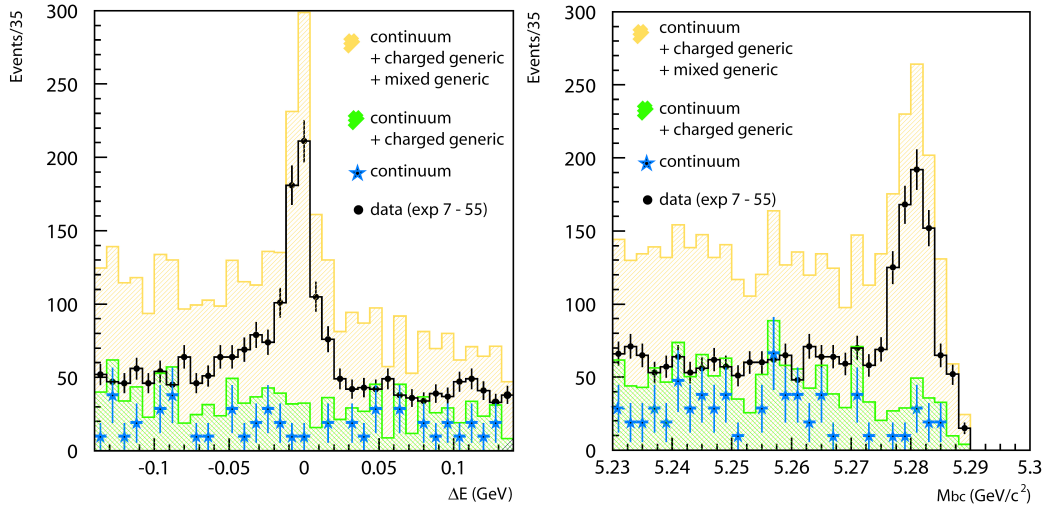 Events/35
300
250
200
150
100
50
0
continuum
+ charged generic
+ mixed generic
continuum
+ charged generic
continuum
data (exp 7 - 55)
-0.1
-0.05
0
0.05
0.1
ΔE (GeV)
Events/35
300
250
200
150
100
50
0
continuum
+ charged generic
+ mixed generic
continuum
+ charged generic
continuum
data (exp 7 - 55)
5.23
5.24
5.25
5.26
5.27
5.28
5.29
5.3
Mbc (GeV/c²)